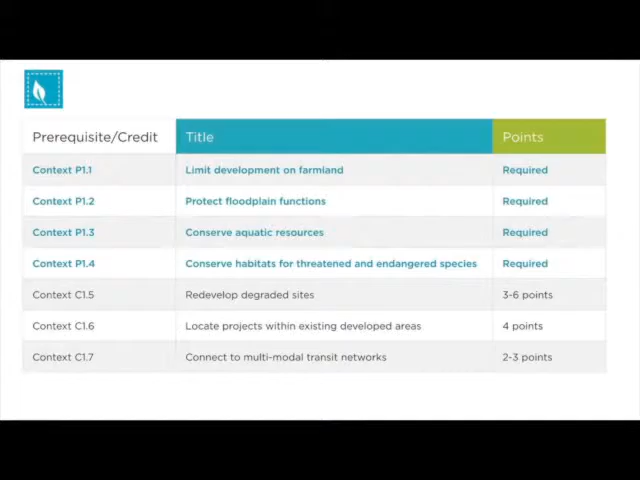 Prerequisite/Credit Title Points
Context P1.1 Limit development on farmland Required
Context P1.2 Protect floodplain functions Required
Context P1.3 Conserve aquatic resources Required
Context P1.4 Conserve habitats for threatened and endangered species Required
Context C1.5 Redevelop degraded sites 3-6 points
Context C1.6 Locate projects within existing developed areas 4 points
Context C1.7 Connect to multi-modal transit networks 2-3 points